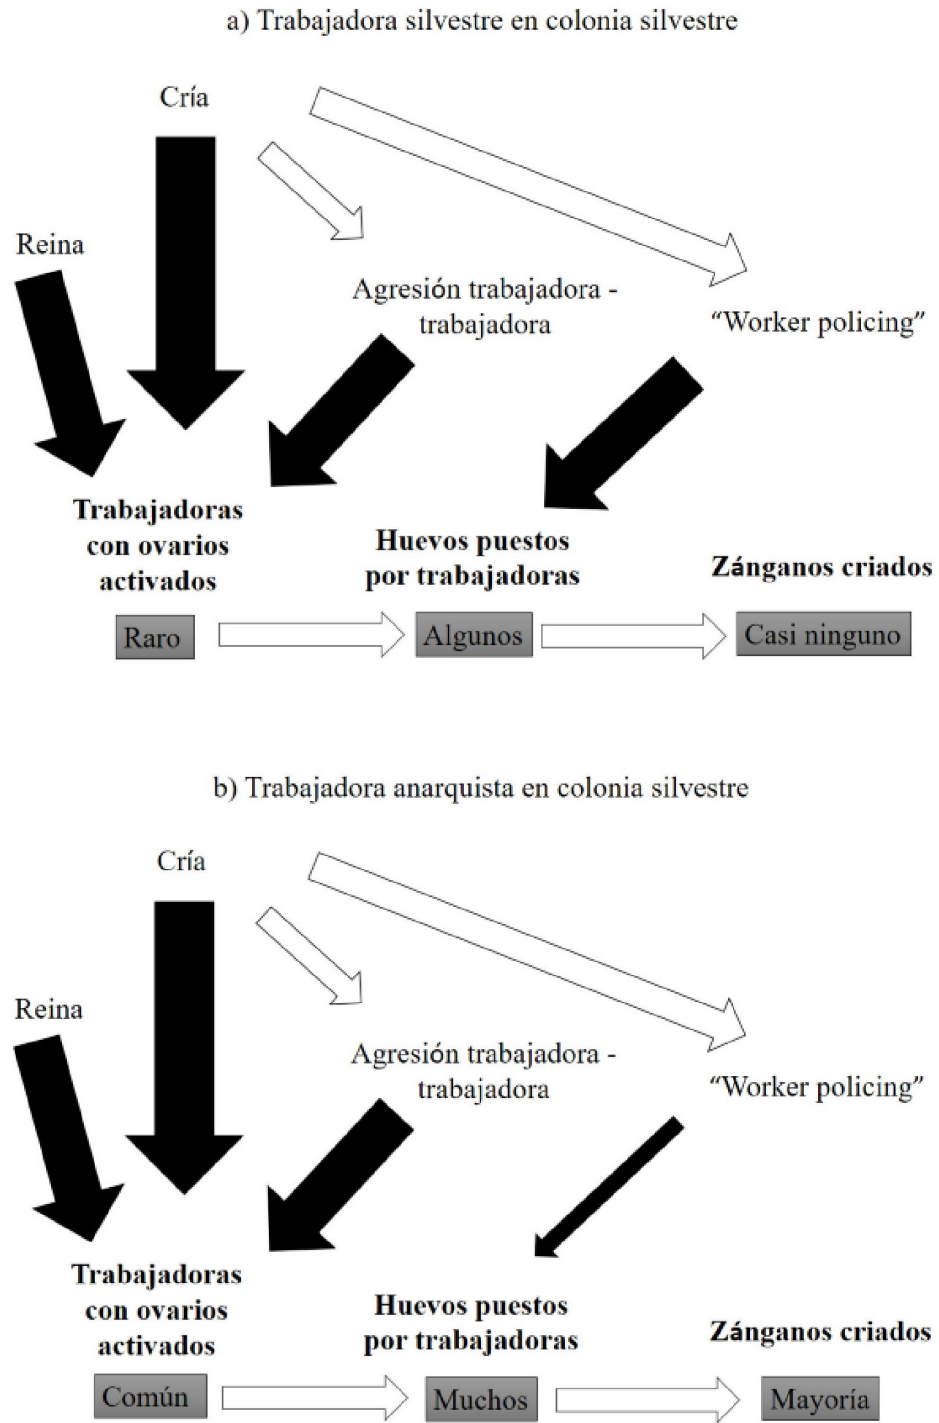 a) Trabajadora silvestre en colonia silvestre
Cría
Reina
Agresión trabajadora -
trabajadora
“Worker policing”
Trabajadoras
con ovarios
activados
Huevos puestos
por trabajadoras
Zánganos criados
Raro
Algunos
Casi ninguno
b) Trabajadora anarquista en colonia silvestre
Cría
Reina
Agresión trabajadora -
trabajadora
“Worker policing”
Trabajadoras
con ovarios
activados
Huevos puestos
por trabajadoras
Zánganos criados
Común
Muchos
Mayoría